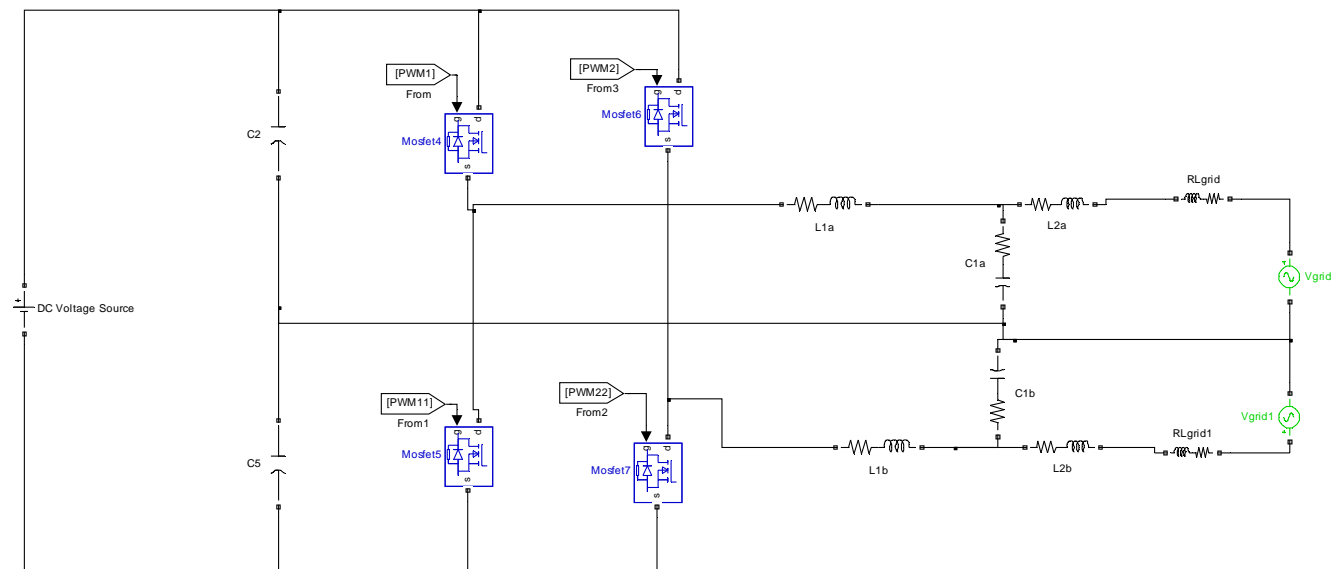 [PWM1]
From
[PWM2]
From3
g
d
Mosfet4
s
g
d
Mosfet6
s
C2
L1a
L2a
RLgrid
C1a
Vgrid
+
DC Voltage Source
+
[PWM11]
From1
[PWM22]
From2
g
d
Mosfet5
s
g
d
Mosfet7
s
C5
C1b
L1b
L2b
RLgrid1
Vgrid1
+